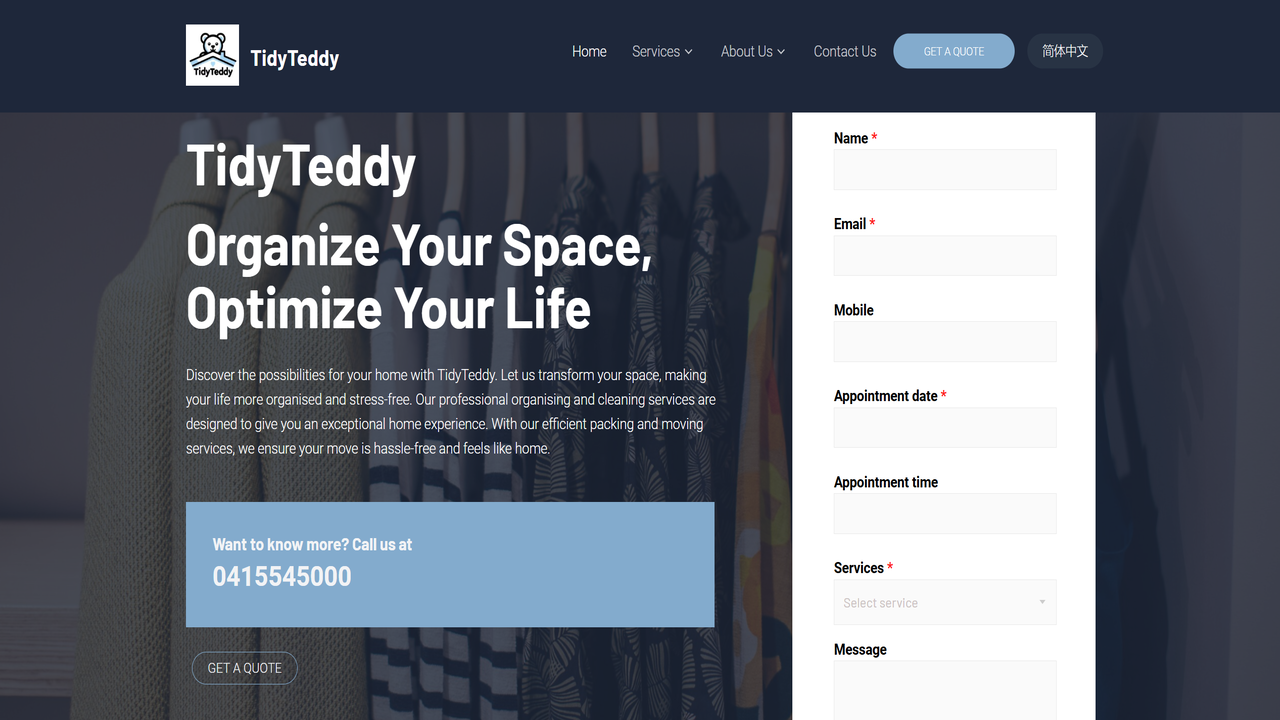 TidyTeddy
TidyTeddy
Home
Services
About Us
Contact Us
GET A QUOTE
简体中文
TidyTeddy
Organize Your Space,
Optimize Your Life
Discover the possibilities for your home with TidyTeddy. Let us transform your space, making
your life more organised and stress-free. Our professional organising and cleaning services are
designed to give you an exceptional home experience. With our efficient packing and moving
services, we ensure your move is hassle-free and feels like home.
Want to know more? Call us at
0415545000
GET A QUOTE
Name *
Email *
Mobile
Appointment date *
Appointment time
Services *
Select service
Message